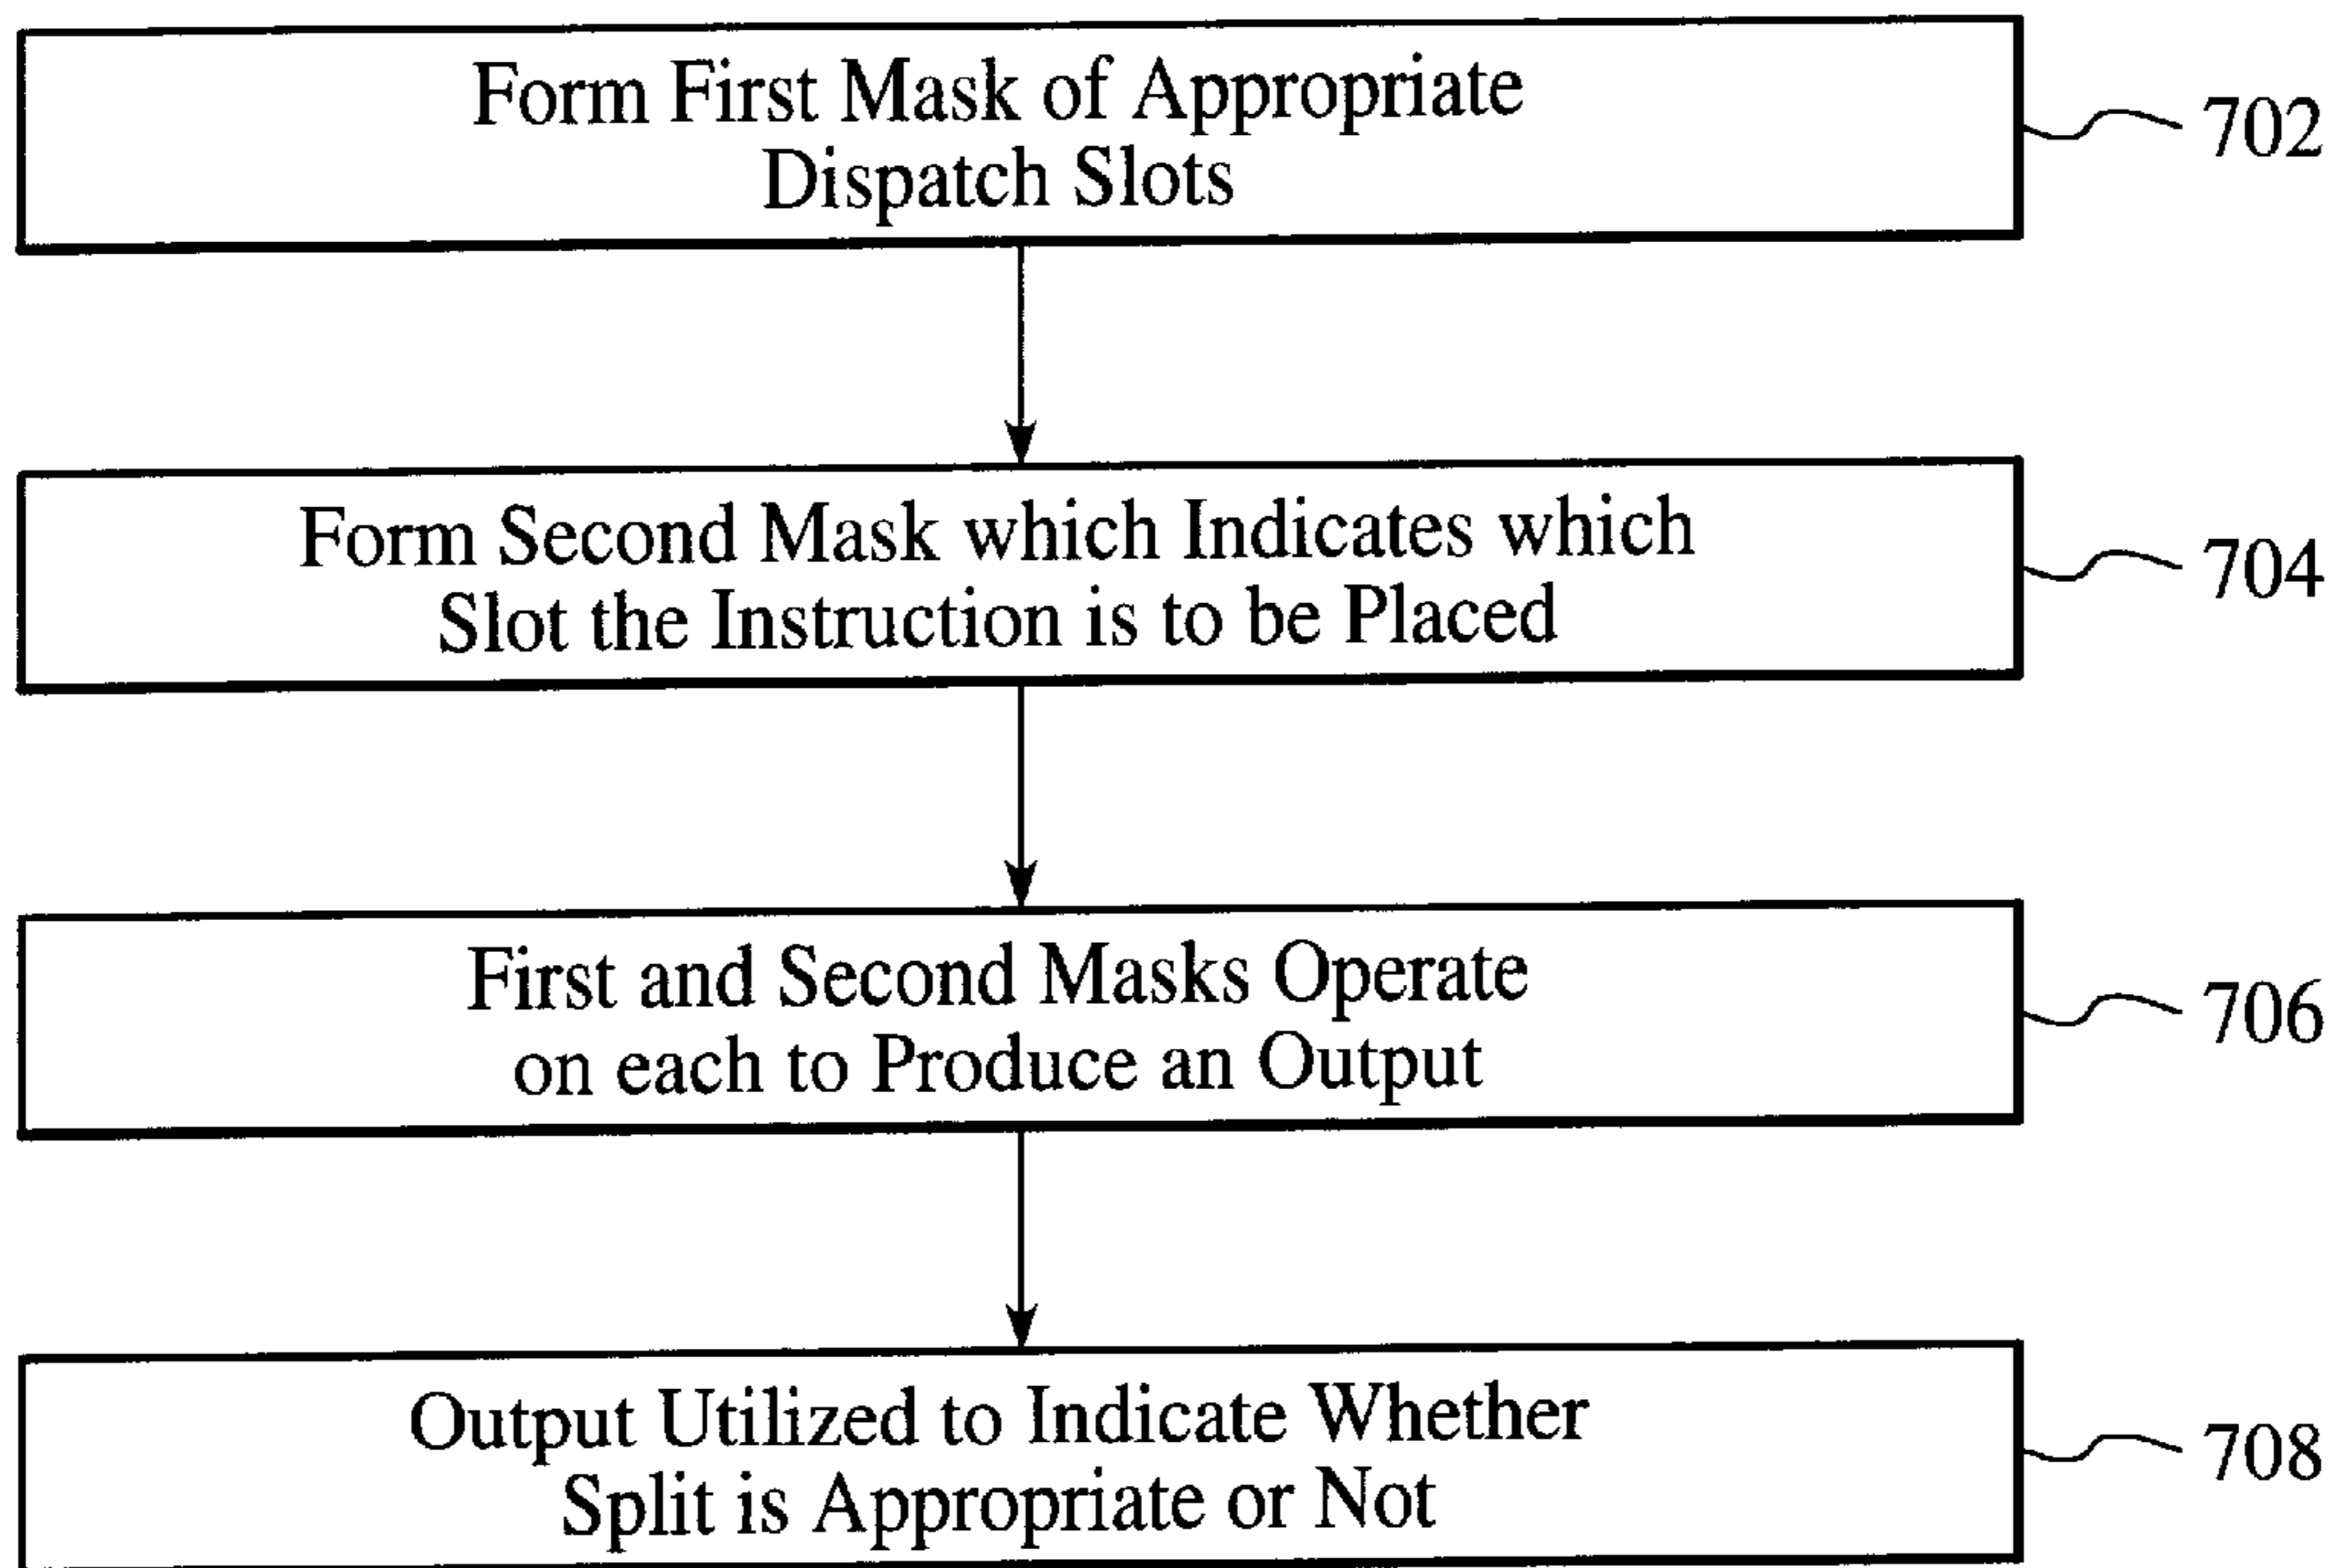 Form First Mask of Appropriate
Dispatch Slots
702
Form Second Mask which Indicates which
Slot the Instruction is to be Placed
704
First and Second Masks Operate
on each to Produce an Output
706
Output Utilized to Indicate Whether
Split is Appropriate or Not
708